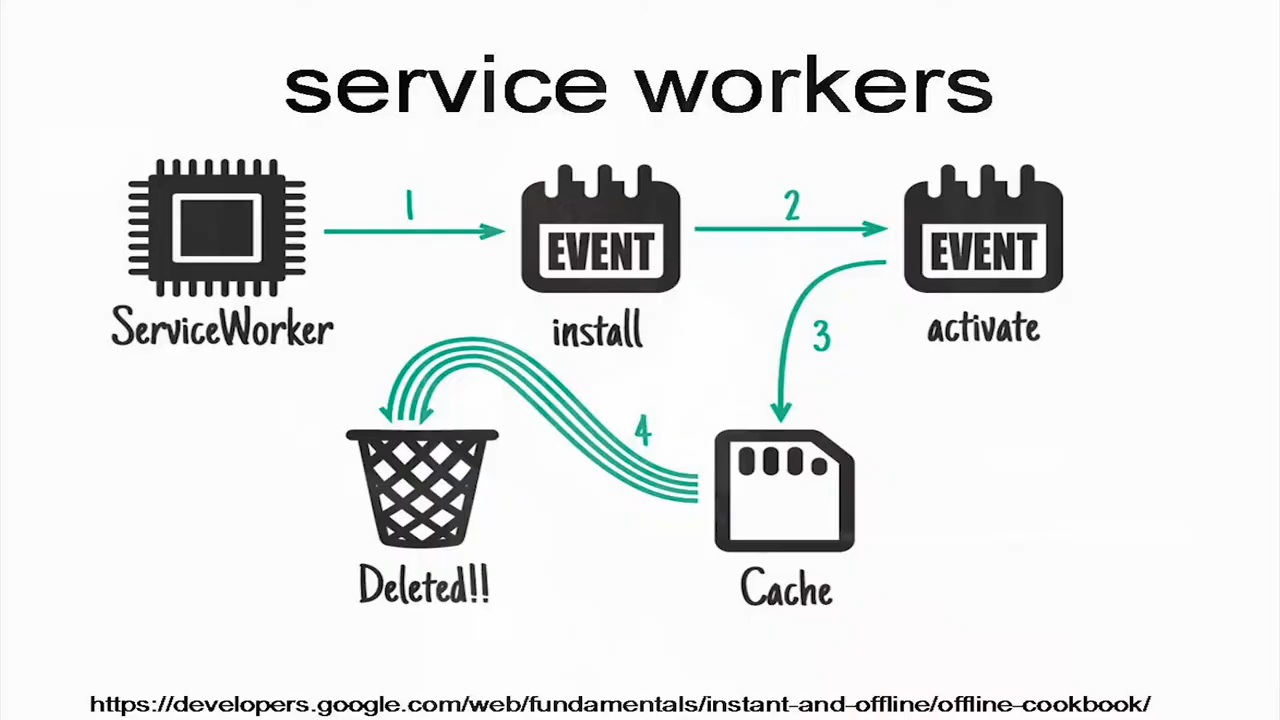 service workers
1
2
EVENT
EVENT
ServiceWorker
install
activate
3
4
Deleted!!
Cache
https://developers.google.com/web/fundamentals/instant-and-offline/offline-cookbook/